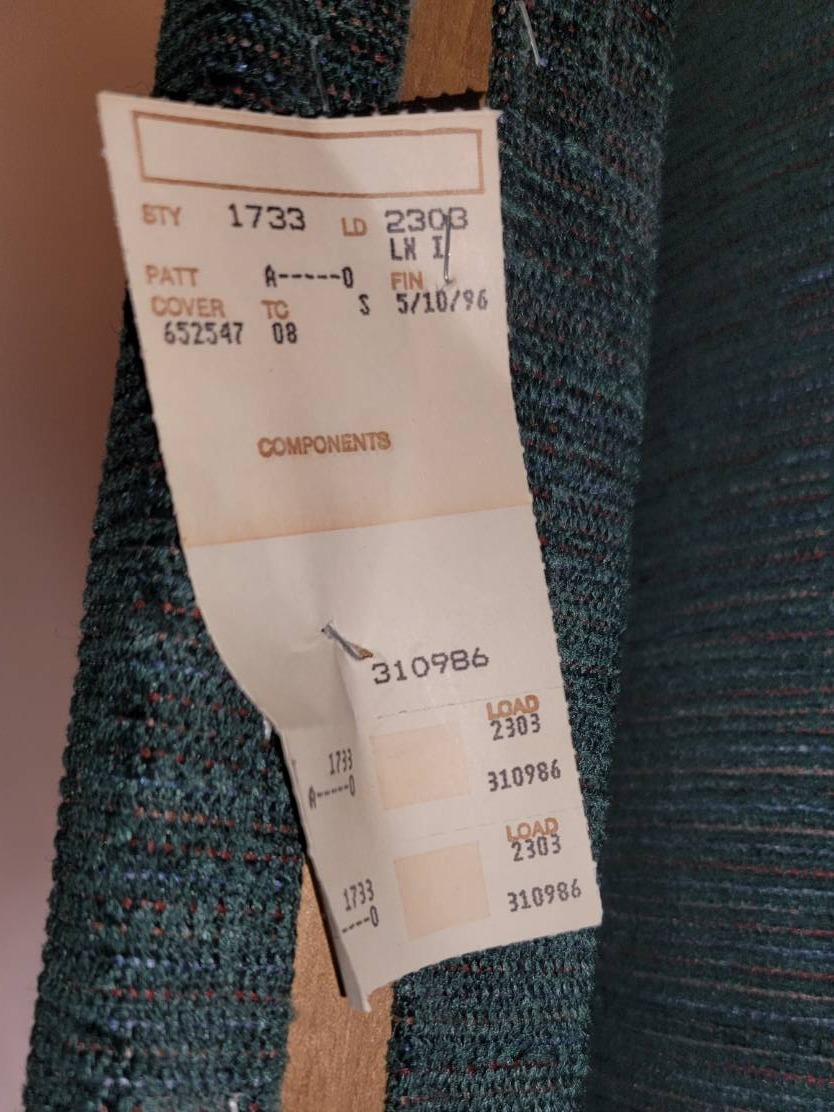 STY 1733 LD 2303
LH I
PATT A-----0 FIN
COVER TC S 5/10/96
652547 08
COMPONENTS
310986
LOAD
2303
1733
A-----0
310986
LOAD
2303
1733
----0
310986